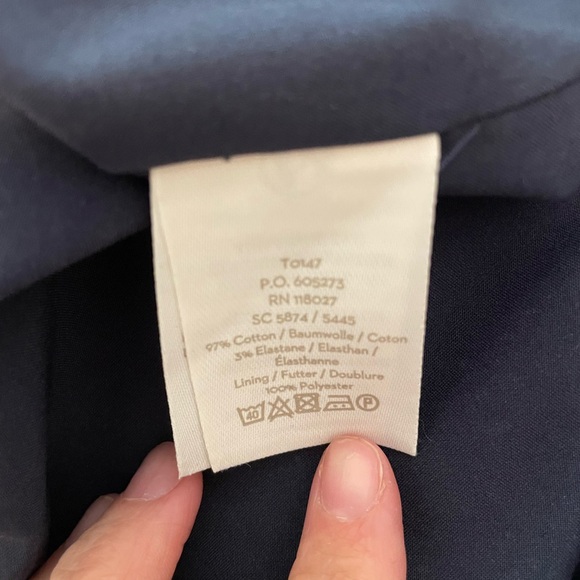 T0147
P.O. 605273
RN 118027
SC 5874 / 5445
97% Cotton / Baumwolle / Coton
3% Elastane / Elasthan /
Élasthanne
Lining / Futter / Doublure
100% Polyester
40 P